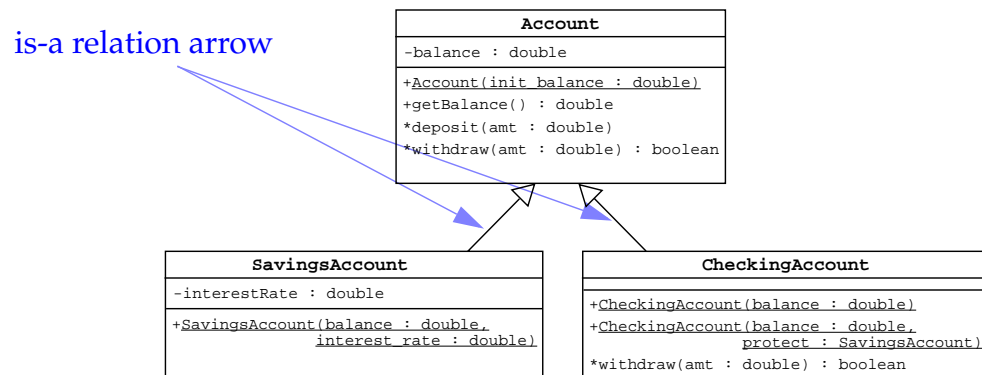 is-a relation arrow
Account
-balance : double
+Account(init_balance : double)
+getBalance() : double
*deposit(amt : double)
*withdraw(amt : double) : boolean
SavingsAccount
-interestRate : double
+SavingsAccount(balance : double,
interest_rate : double)
CheckingAccount
+CheckingAccount(balance : double)
+CheckingAccount(balance : double,
protect : SavingsAccount)
*withdraw(amt : double) : boolean